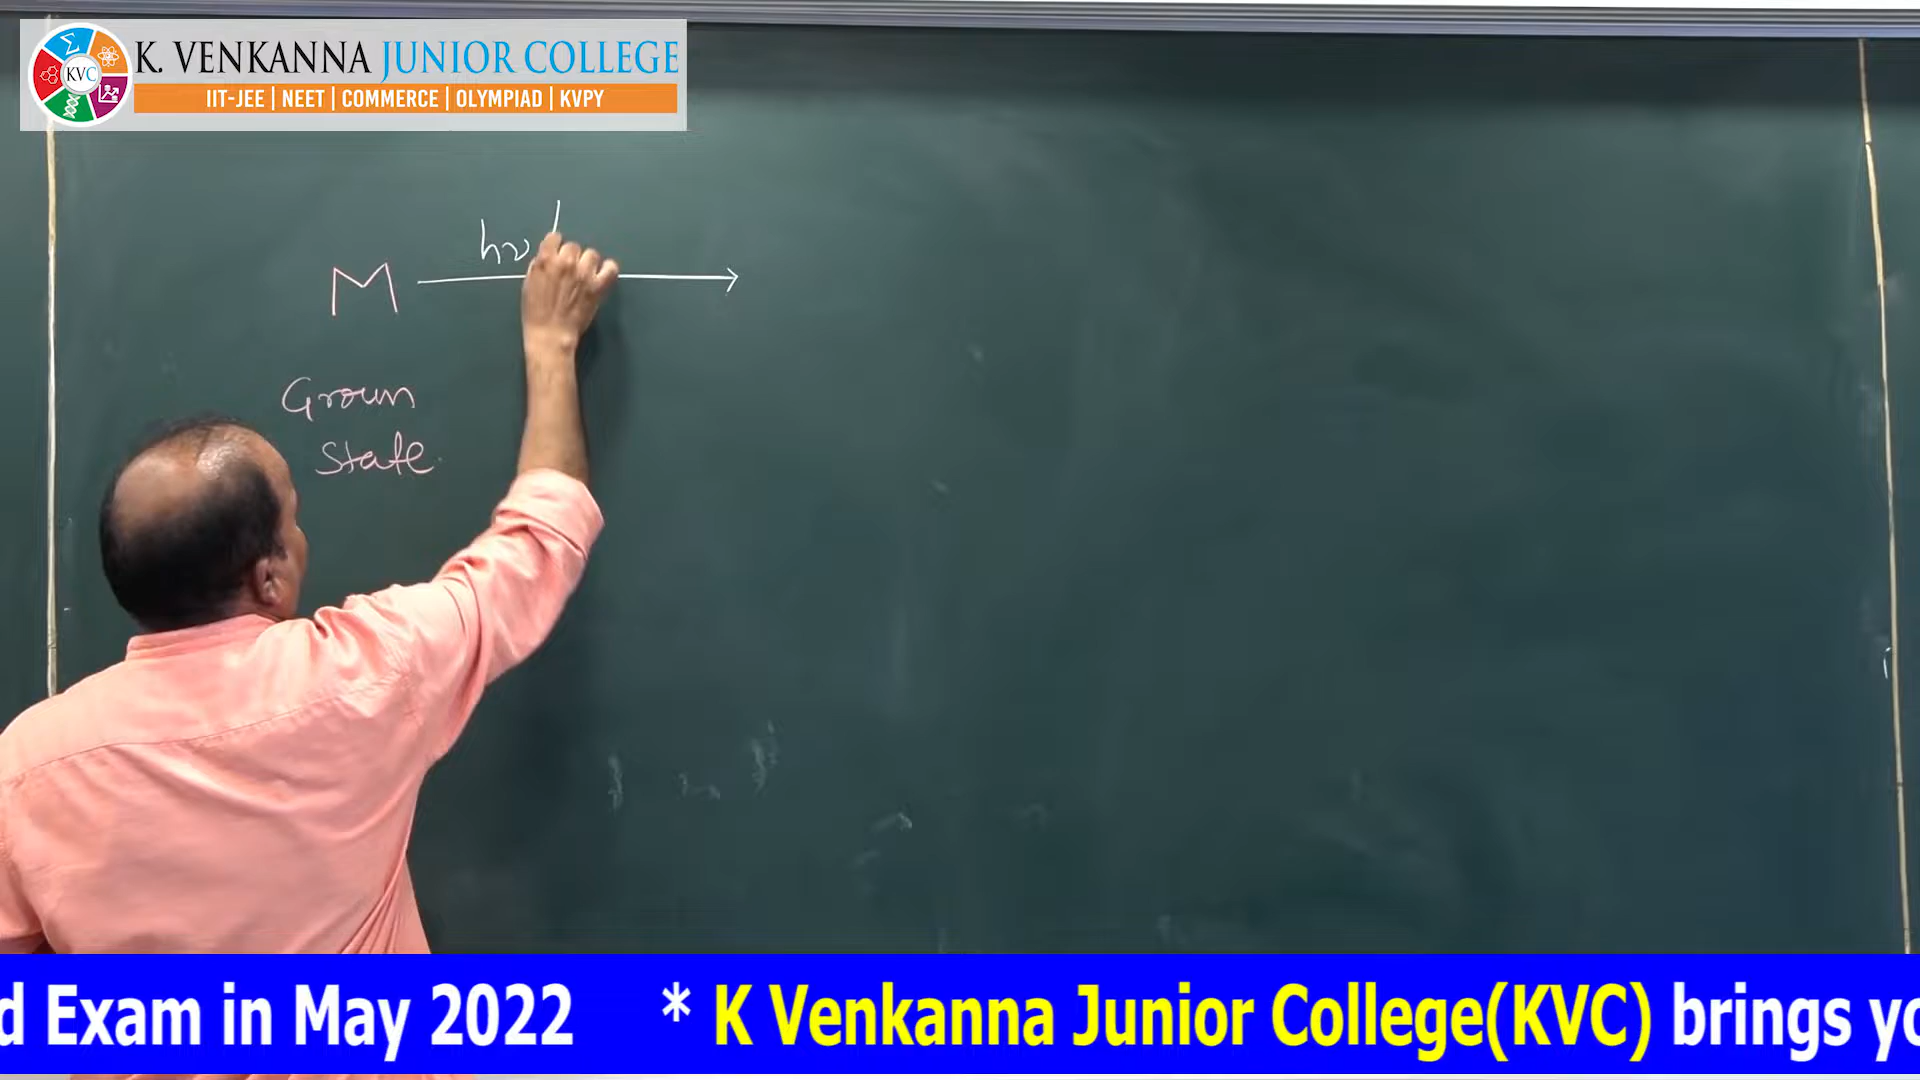 K. VENKANNA JUNIOR COLLEGE
KVC
IIT-JEE | NEET | COMMERCE | OLYMPIAD | KVPY
hν
M
Groun
State.
d Exam in May 2022 * K Venkanna Junior College(KVC) brings yo